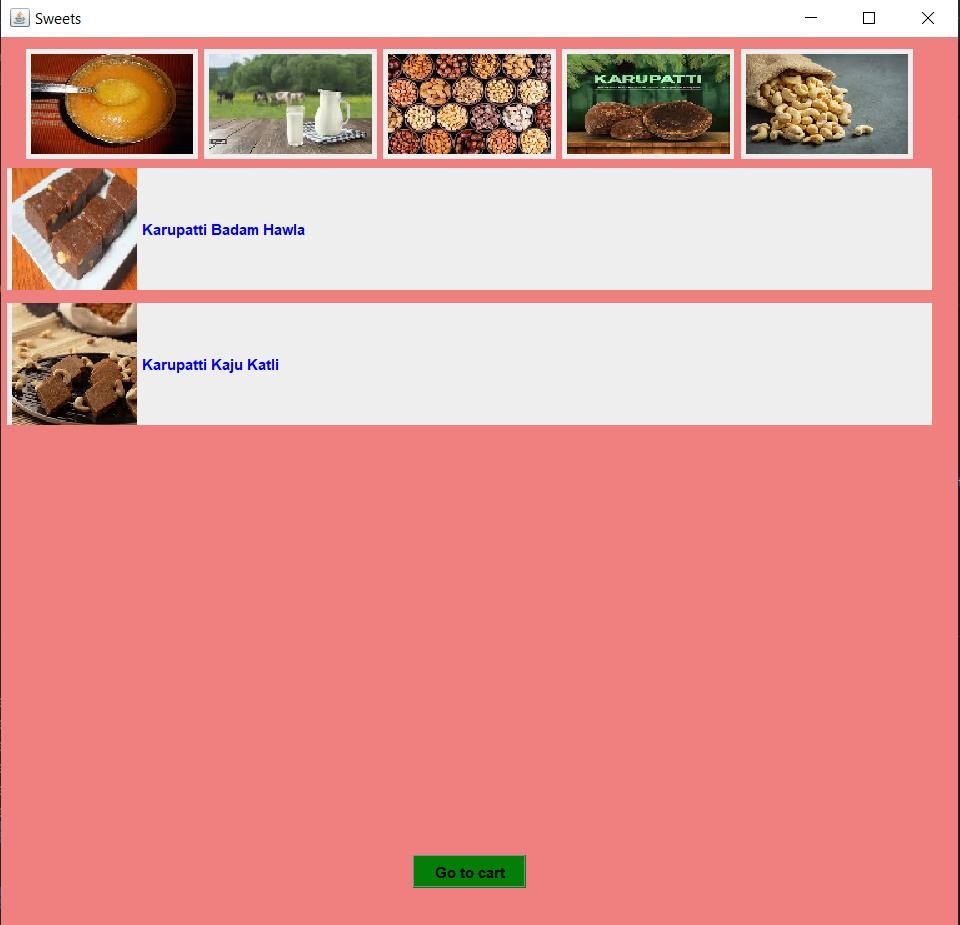 Sweets
KARUPATTI
Karupatti Badam Hawla
Karupatti Kaju Katli
Go to cart